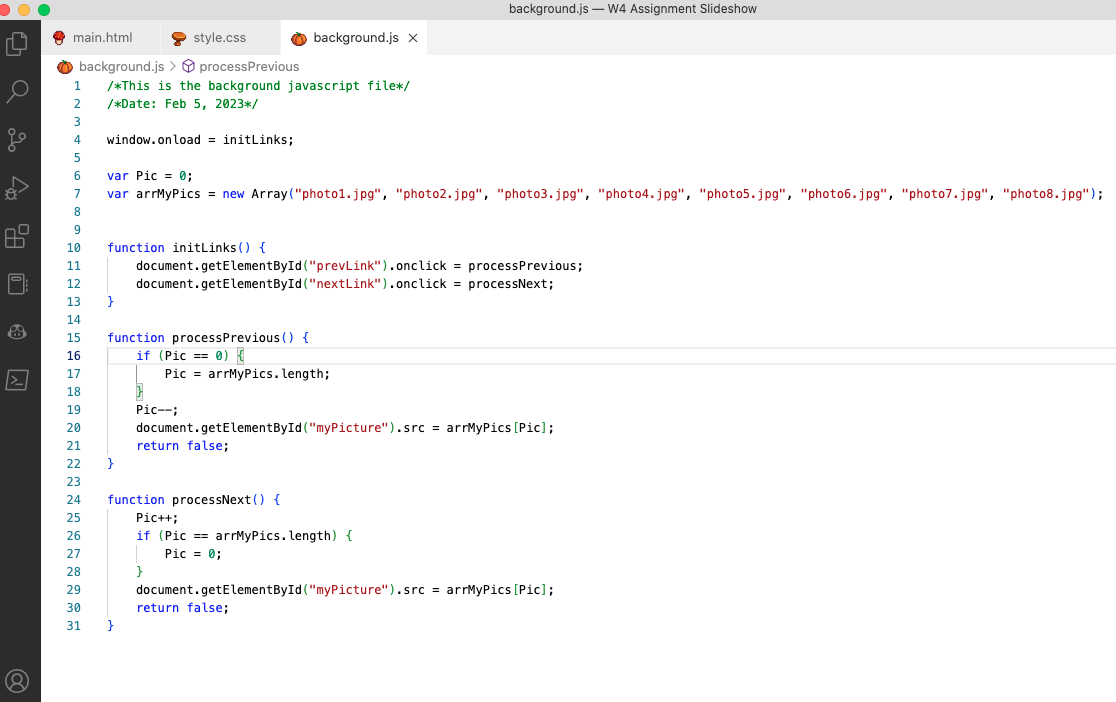 background.js — W4 Assignment Slideshow
main.html style.css background.js
background.js > processPrevious
1 /*This is the background javascript file*/
2 /*Date: Feb 5, 2023*/
3
4 window.onload = initLinks;
5
6 var Pic = 0;
7 var arrMyPics = new Array("photo1.jpg", "photo2.jpg", "photo3.jpg", "photo4.jpg", "photo5.jpg", "photo6.jpg", "photo7.jpg", "photo8.jpg");
8
9
10 function initLinks() {
11     document.getElementById("prevLink").onclick = processPrevious;
12     document.getElementById("nextLink").onclick = processNext;
13 }
14
15 function processPrevious() {
16     if (Pic == 0) {
17         Pic = arrMyPics.length;
18     }
19     Pic--;
20     document.getElementById("myPicture").src = arrMyPics[Pic];
21     return false;
22 }
23
24 function processNext() {
25     Pic++;
26     if (Pic == arrMyPics.length) {
27         Pic = 0;
28     }
29     document.getElementById("myPicture").src = arrMyPics[Pic];
30     return false;
31 }